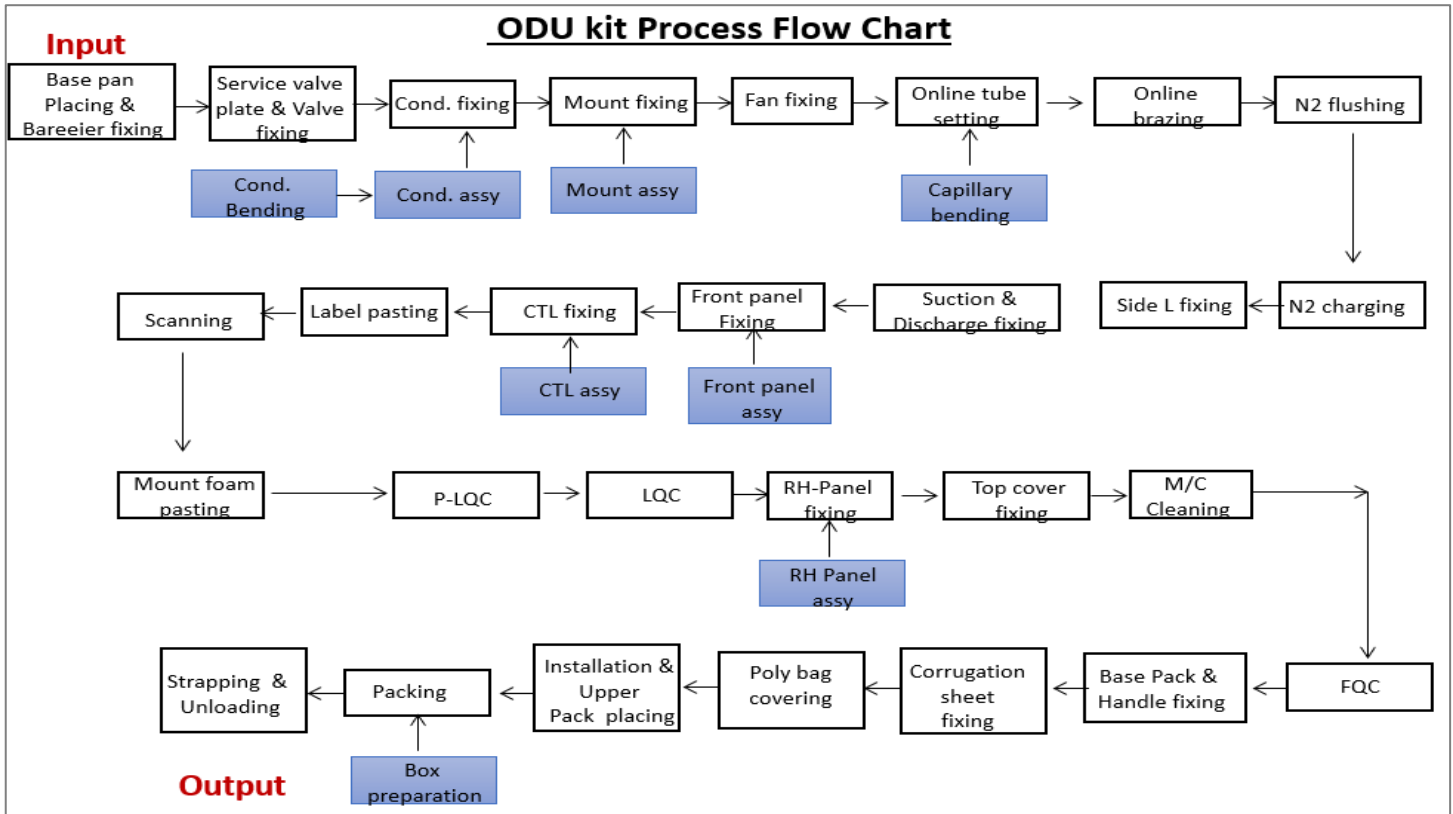 ODU kit Process Flow Chart
Input
Base pan
Placing &
Bareeier fixing
Service valve
plate & Valve
fixing
Cond. fixing
Mount fixing
Fan fixing
Online tube
setting
Online
brazing
N2 flushing
Cond.
Bending
Cond. assy
Mount assy
Capillary
bending
Scanning
Label pasting
CTL fixing
Front panel
Fixing
Suction &
Discharge fixing
Side L fixing
N2 charging
CTL assy
Front panel
assy
Mount foam
pasting
P-LQC
LQC
RH-Panel
fixing
Top cover
fixing
M/C
Cleaning
RH Panel
assy
Strapping &
Unloading
Packing
Installation &
Upper
Pack placing
Poly bag
covering
Corrugation
sheet
fixing
Base Pack &
Handle fixing
FQC
Output
Box
preparation